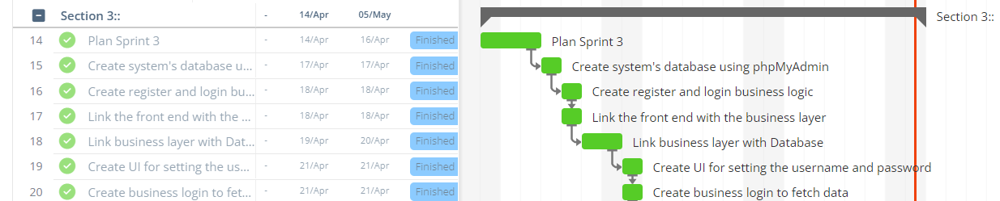 Section 3:: - 14/Apr 05/May Section 3::
14 Plan Sprint 3 - 14/Apr 16/Apr Finished Plan Sprint 3
15 Create system's database u... - 17/Apr 17/Apr Finished Create system's database using phpMyAdmin
16 Create register and login bu... - 18/Apr 18/Apr Finished Create register and login business logic
17 Link the front end with the ... - 18/Apr 18/Apr Finished Link the front end with the business layer
18 Link business layer with Dat... - 19/Apr 20/Apr Finished Link business layer with Database
19 Create UI for setting the us... - 21/Apr 21/Apr Finished Create UI for setting the username and password
20 Create business login to fet... - 21/Apr 21/Apr Finished Create business login to fetch data